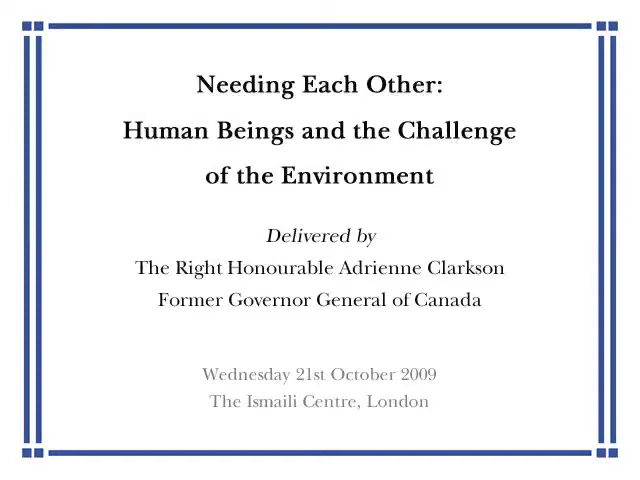 Needing Each Other:
Human Beings and the Challenge
of the Environment
Delivered by
The Right Honourable Adrienne Clarkson
Former Governor General of Canada
Wednesday 21st October 2009
The Ismaili Centre, London